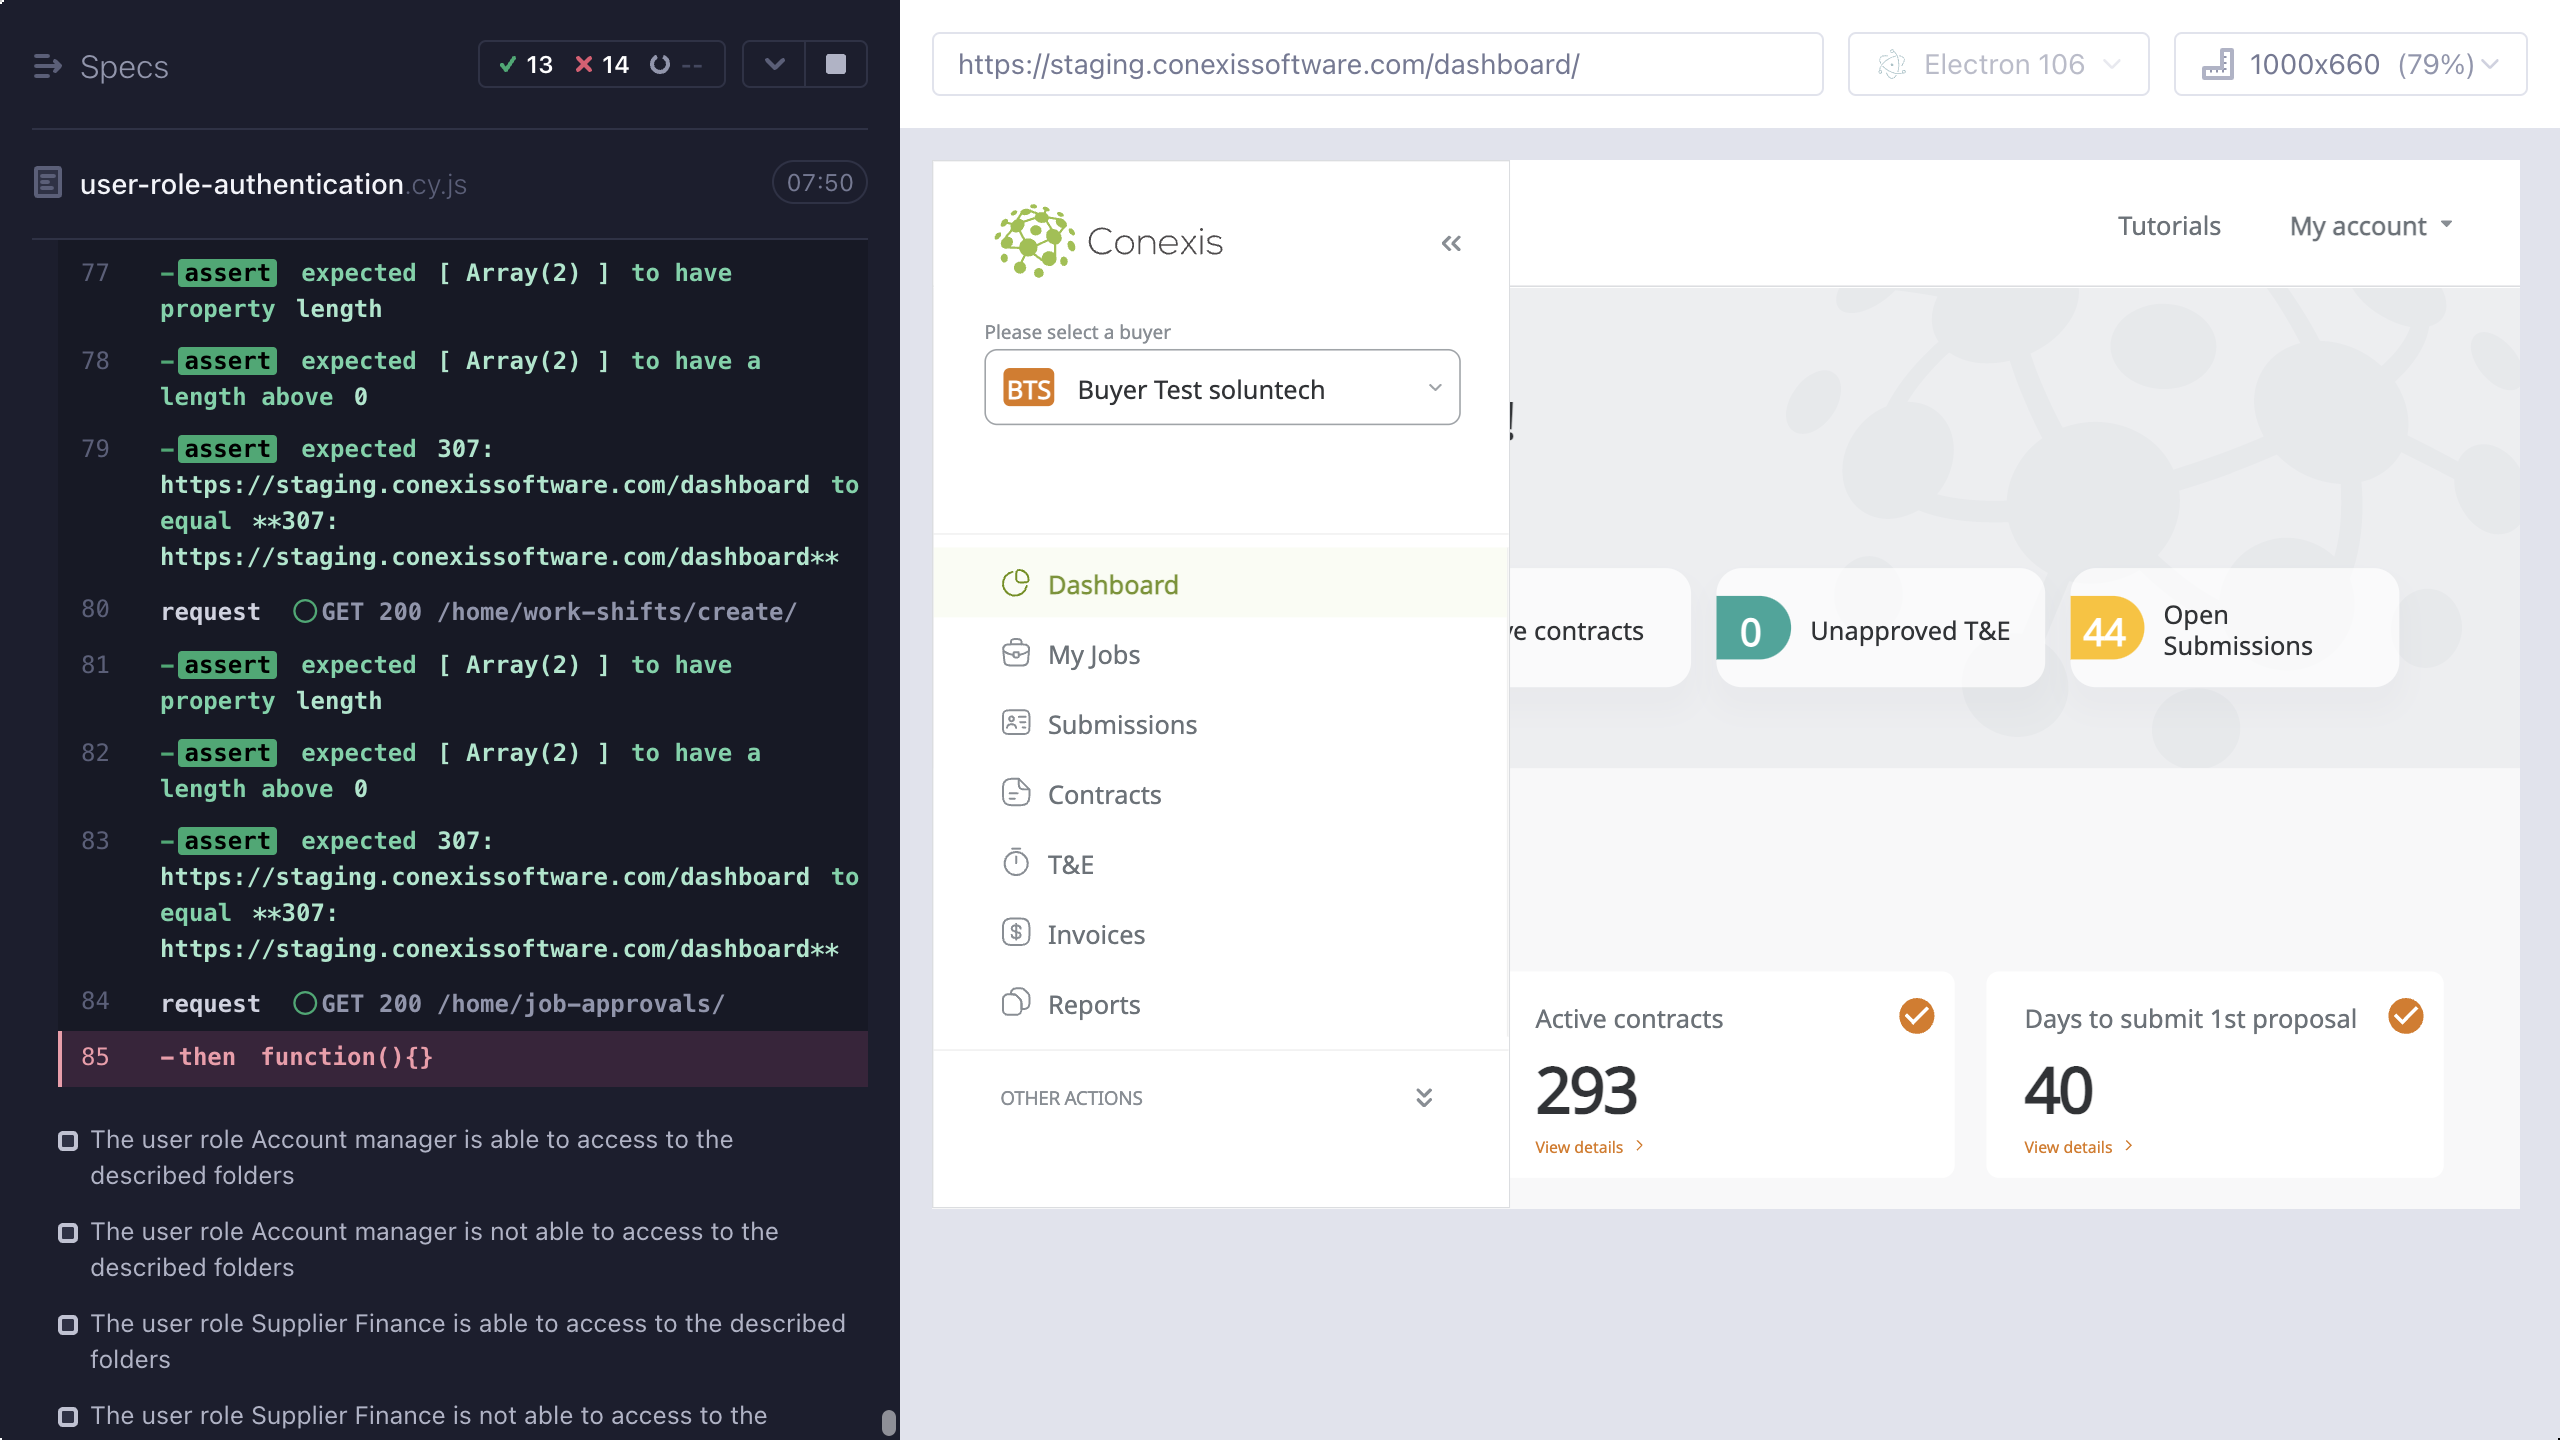 Specs
13 14 --
user-role-authentication.cy.js 07:50
77 -assert expected [ Array(2) ] to have
property length
78 -assert expected [ Array(2) ] to have a
length above 0
79 -assert expected 307:
https://staging.conexissoftware.com/dashboard to
equal **307:
https://staging.conexissoftware.com/dashboard**
80 request GET 200 /home/work-shifts/create/
81 -assert expected [ Array(2) ] to have
property length
82 -assert expected [ Array(2) ] to have a
length above 0
83 -assert expected 307:
https://staging.conexissoftware.com/dashboard to
equal **307:
https://staging.conexissoftware.com/dashboard**
84 request GET 200 /home/job-approvals/
85 -then function(){}
The user role Account manager is able to access to the
described folders
The user role Account manager is not able to access to the
described folders
The user role Supplier Finance is able to access to the described
folders
The user role Supplier Finance is not able to access to the
https://staging.conexissoftware.com/dashboard/
Electron 106
1000x660 (79%)
Conexis
Please select a buyer
BTS Buyer Test soluntech
Dashboard
My Jobs
Submissions
Contracts
T&E
Invoices
Reports
OTHER ACTIONS
Tutorials
My account
!
contracts
0 Unapproved T&E
44 Open
Submissions
Active contracts
293
View details
Days to submit 1st proposal
40
View details